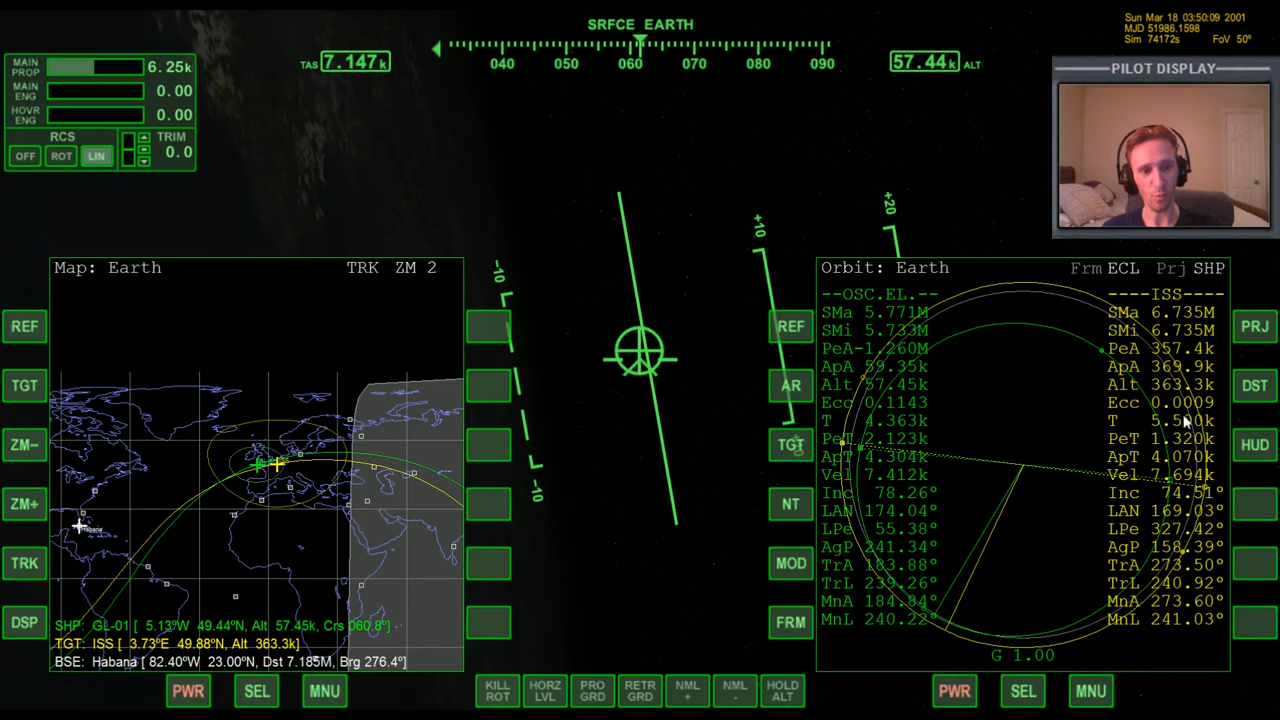 SRFCE EARTH
Sun Mar 18 03:50:09 2001
MJD 51986.1598
Sim 74172s FoV 50°
MAIN PROP 6.25k
MAIN ENG 0.00
HOVR ENG 0.00
RCS TRIM
OFF ROT LIN 0.0
TAS 7.147k
040 050 060 070 080 090
57.44k ALT
PILOT DISPLAY
+10
+20
-10
-10
Map: Earth TRK ZM 2
REF
TGT
ZM-
ZM+
TRK
DSP
Habana
SHP: GL-01 [ 5.13°W 49.44°N, Alt 57.45k, Crs 060.8°]
TGT: ISS [ 3.73°E 49.88°N, Alt 363.3k]
BSE: Habana [ 82.40°W 23.00°N, Dst 7.185M, Brg 276.4°]
PWR SEL MNU
KILL ROT
HORZ LVL
PRO GRD
RETR GRD
NML +
NML -
HOLD ALT
Orbit: Earth Frm ECL Prj SHP
REF
AR
TGT
NT
MOD
FRM
--OSC.EL.--
SMa 5.771M
SMi 5.733M
PeA-1.260M
ApA 59.35k
Alt 57.45k
Ecc 0.1143
T 4.363k
PeT 2.123k
ApT 4.304k
Vel 7.412k
Inc 78.26°
LAN 174.04°
LPe 55.38°
AgP 241.34°
TrA 183.88°
TrL 239.26°
MnA 184.84°
MnL 240.22°
----ISS----
SMa 6.735M
SMi 6.735M
PeA 357.4k
ApA 369.9k
Alt 363.3k
Ecc 0.0009
T
PeT 1.320k
ApT 4.070k
Vel 7.694k
Inc 74.51°
LAN 169.03°
LPe 327.42°
AgP 158.39°
TrA 273.50°
TrL 240.92°
MnA 273.60°
MnL 241.03°
G 1.00
PRJ
DST
HUD
PWR SEL MNU